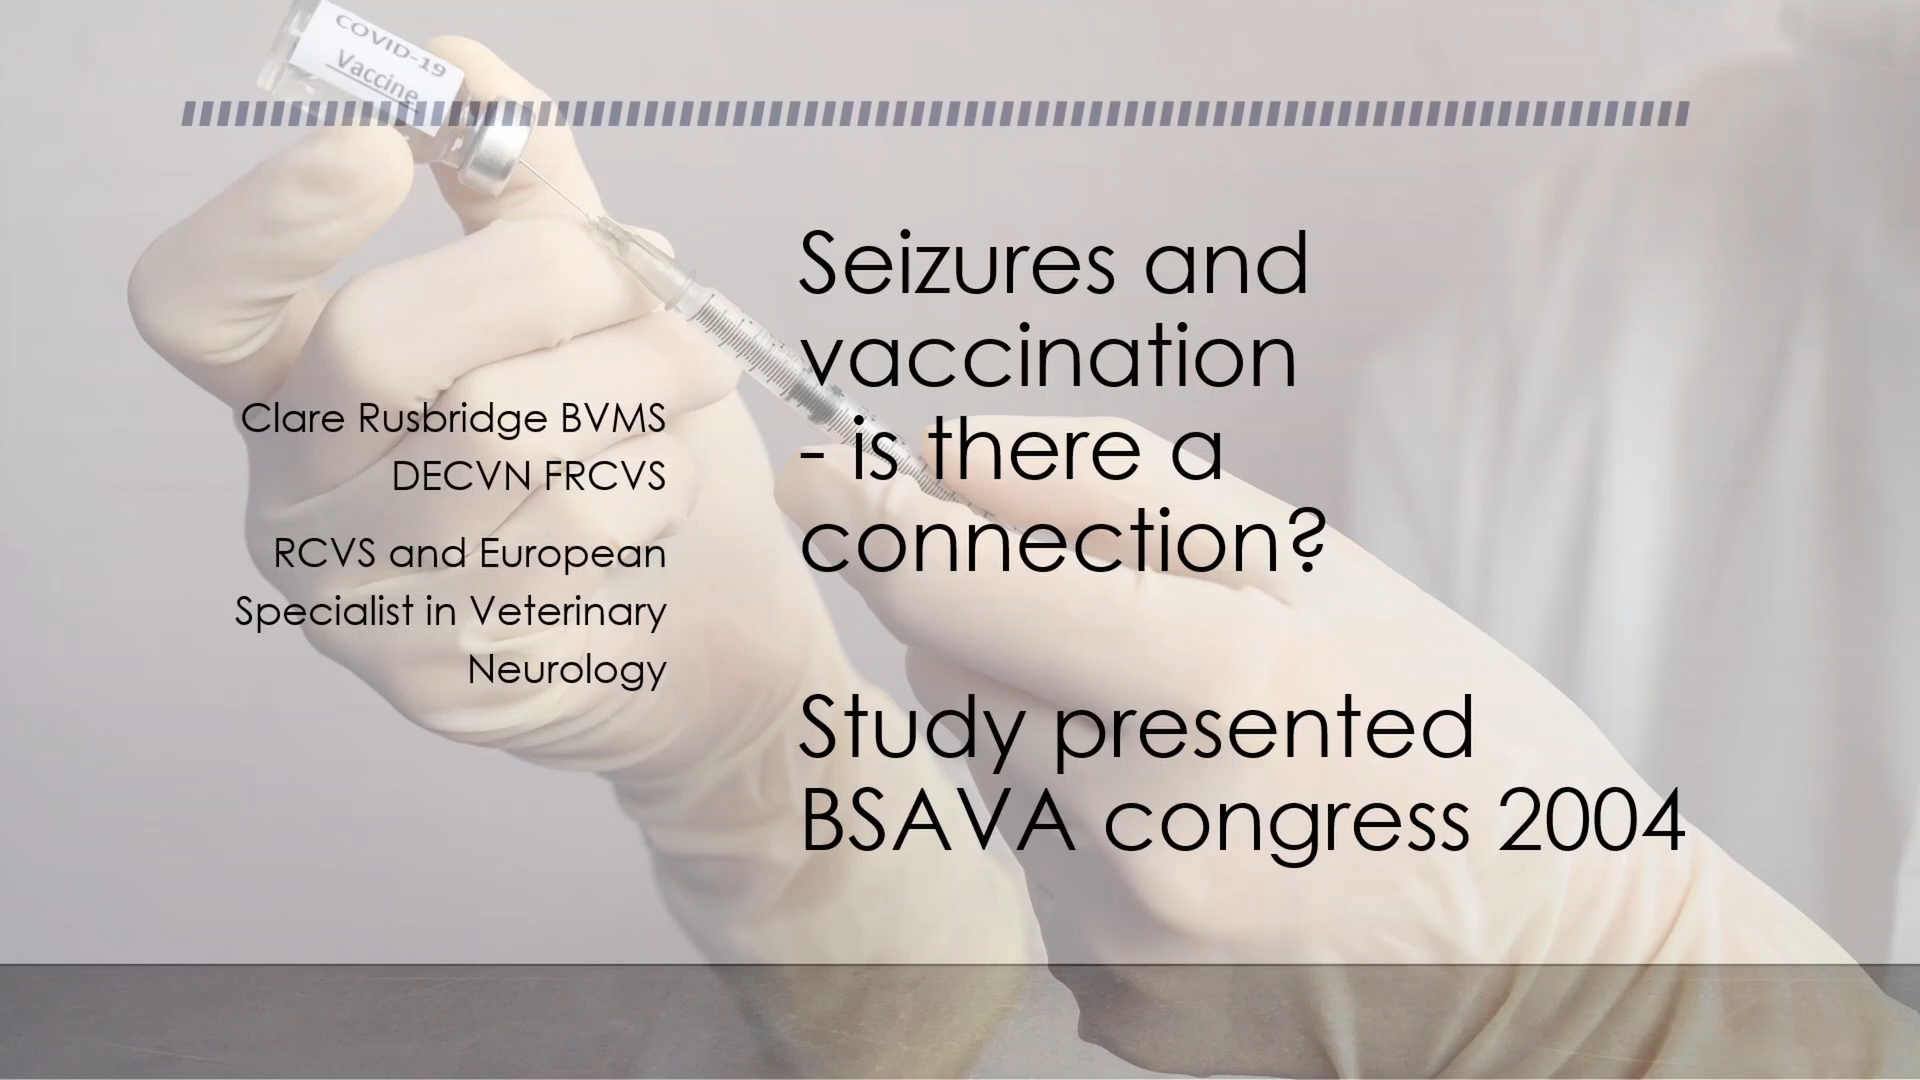 COVID-19
Vaccine
Clare Rusbridge BVMS
DECVN FRCVS
RCVS and European
Specialist in Veterinary
Neurology
Seizures and
vaccination
- is there a
connection?
Study presented
BSAVA congress 2004